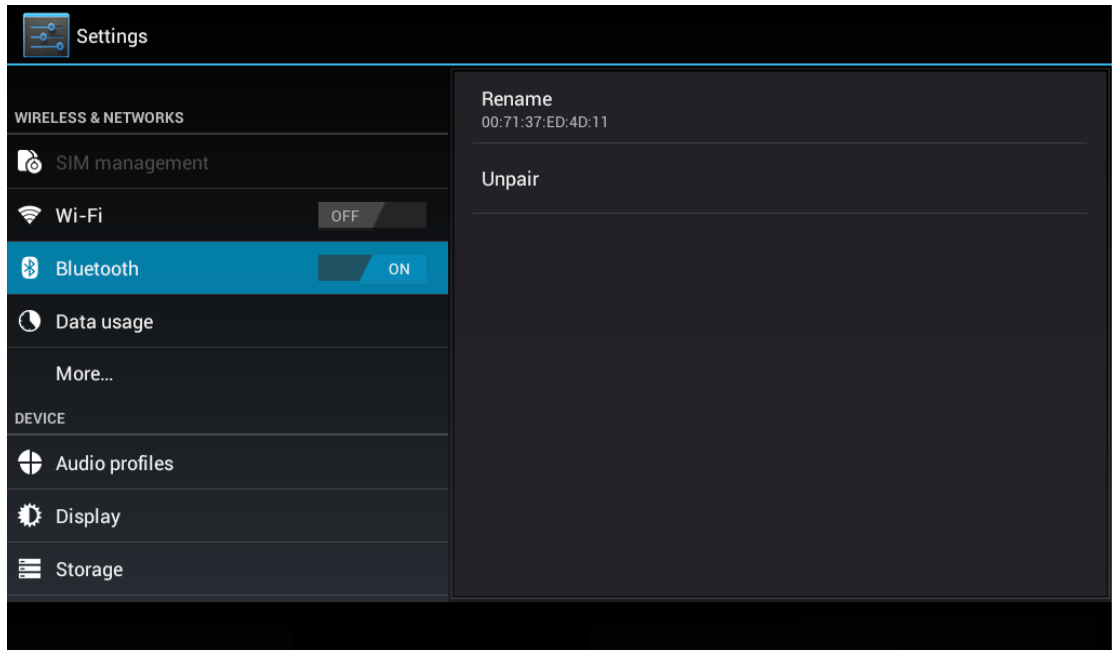 Settings
WIRELESS & NETWORKS
SIM management
Wi-Fi
OFF
Bluetooth
ON
Data usage
More...
DEVICE
Audio profiles
Display
Storage
Rename
00:71:37:ED:4D:11
Unpair